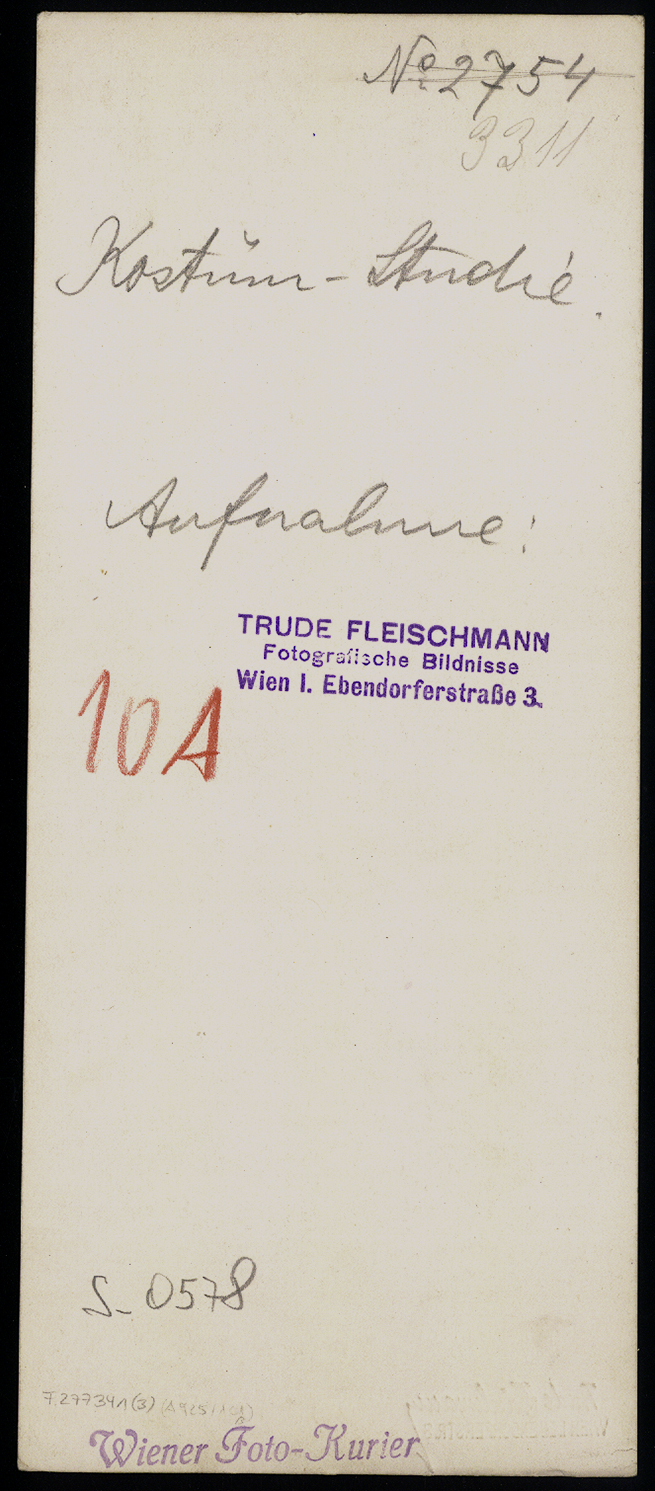 No 2754
3311
Kostüm-Studie.
Aufnahme:
TRUDE FLEISCHMANN
Fotografische Bildnisse
Wien I. Ebendorferstraße 3.
10A
S-0578
F.277341(3)
Wiener Foto-Kurier